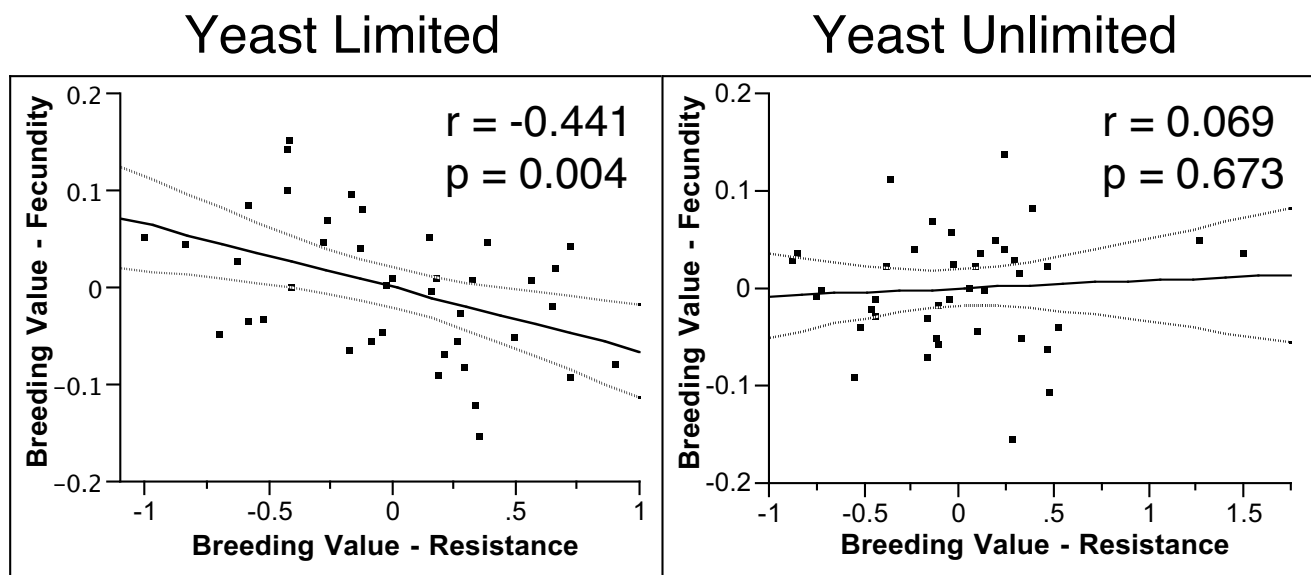 Yeast Limited
Yeast Unlimited
Breeding Value - Fecundity
0.2
0.1
0
−0.1
−0.2
r = -0.441
p = 0.004
-1
-0.5
0
.5
1
Breeding Value - Resistance
Breeding Value - Fecundity
0.2
0.1
0
-0.1
-0.2
r = 0.069
p = 0.673
-1
-0.5
0
.5
1
1.5
Breeding Value - Resistance